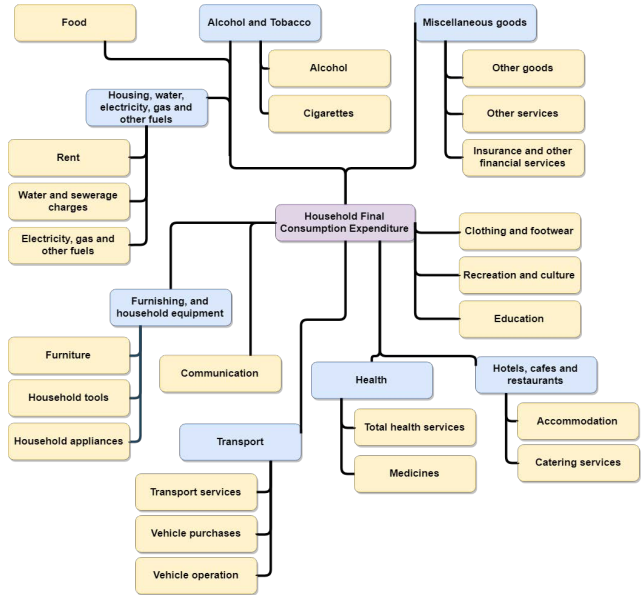 Food
Alcohol and Tobacco
Miscellaneous goods
Alcohol
Cigarettes
Other goods
Other services
Insurance and other
financial services
Housing, water,
electricity, gas and
other fuels
Rent
Water and sewerage
charges
Electricity, gas and
other fuels
Household Final
Consumption Expenditure
Clothing and footwear
Recreation and culture
Education
Furnishing, and
household equipment
Furniture
Household tools
Household appliances
Communication
Health
Total health services
Medicines
Hotels, cafes and
restaurants
Accommodation
Catering services
Transport
Transport services
Vehicle purchases
Vehicle operation